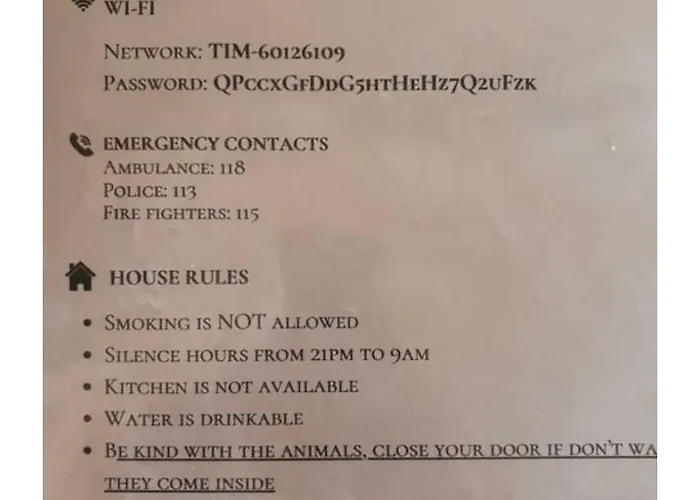 WI-FI
Network: TIM-60126109
Password: QPccxGfDdG5htHeHz7Q2uFzk
EMERGENCY CONTACTS
Ambulance: 118
Police: 113
Fire fighters: 115
HOUSE RULES
Smoking is NOT allowed
Silence hours from 21pm to 9am
Kitchen is not available
Water is drinkable
Be kind with the animals, close your door if don't wa
they come inside